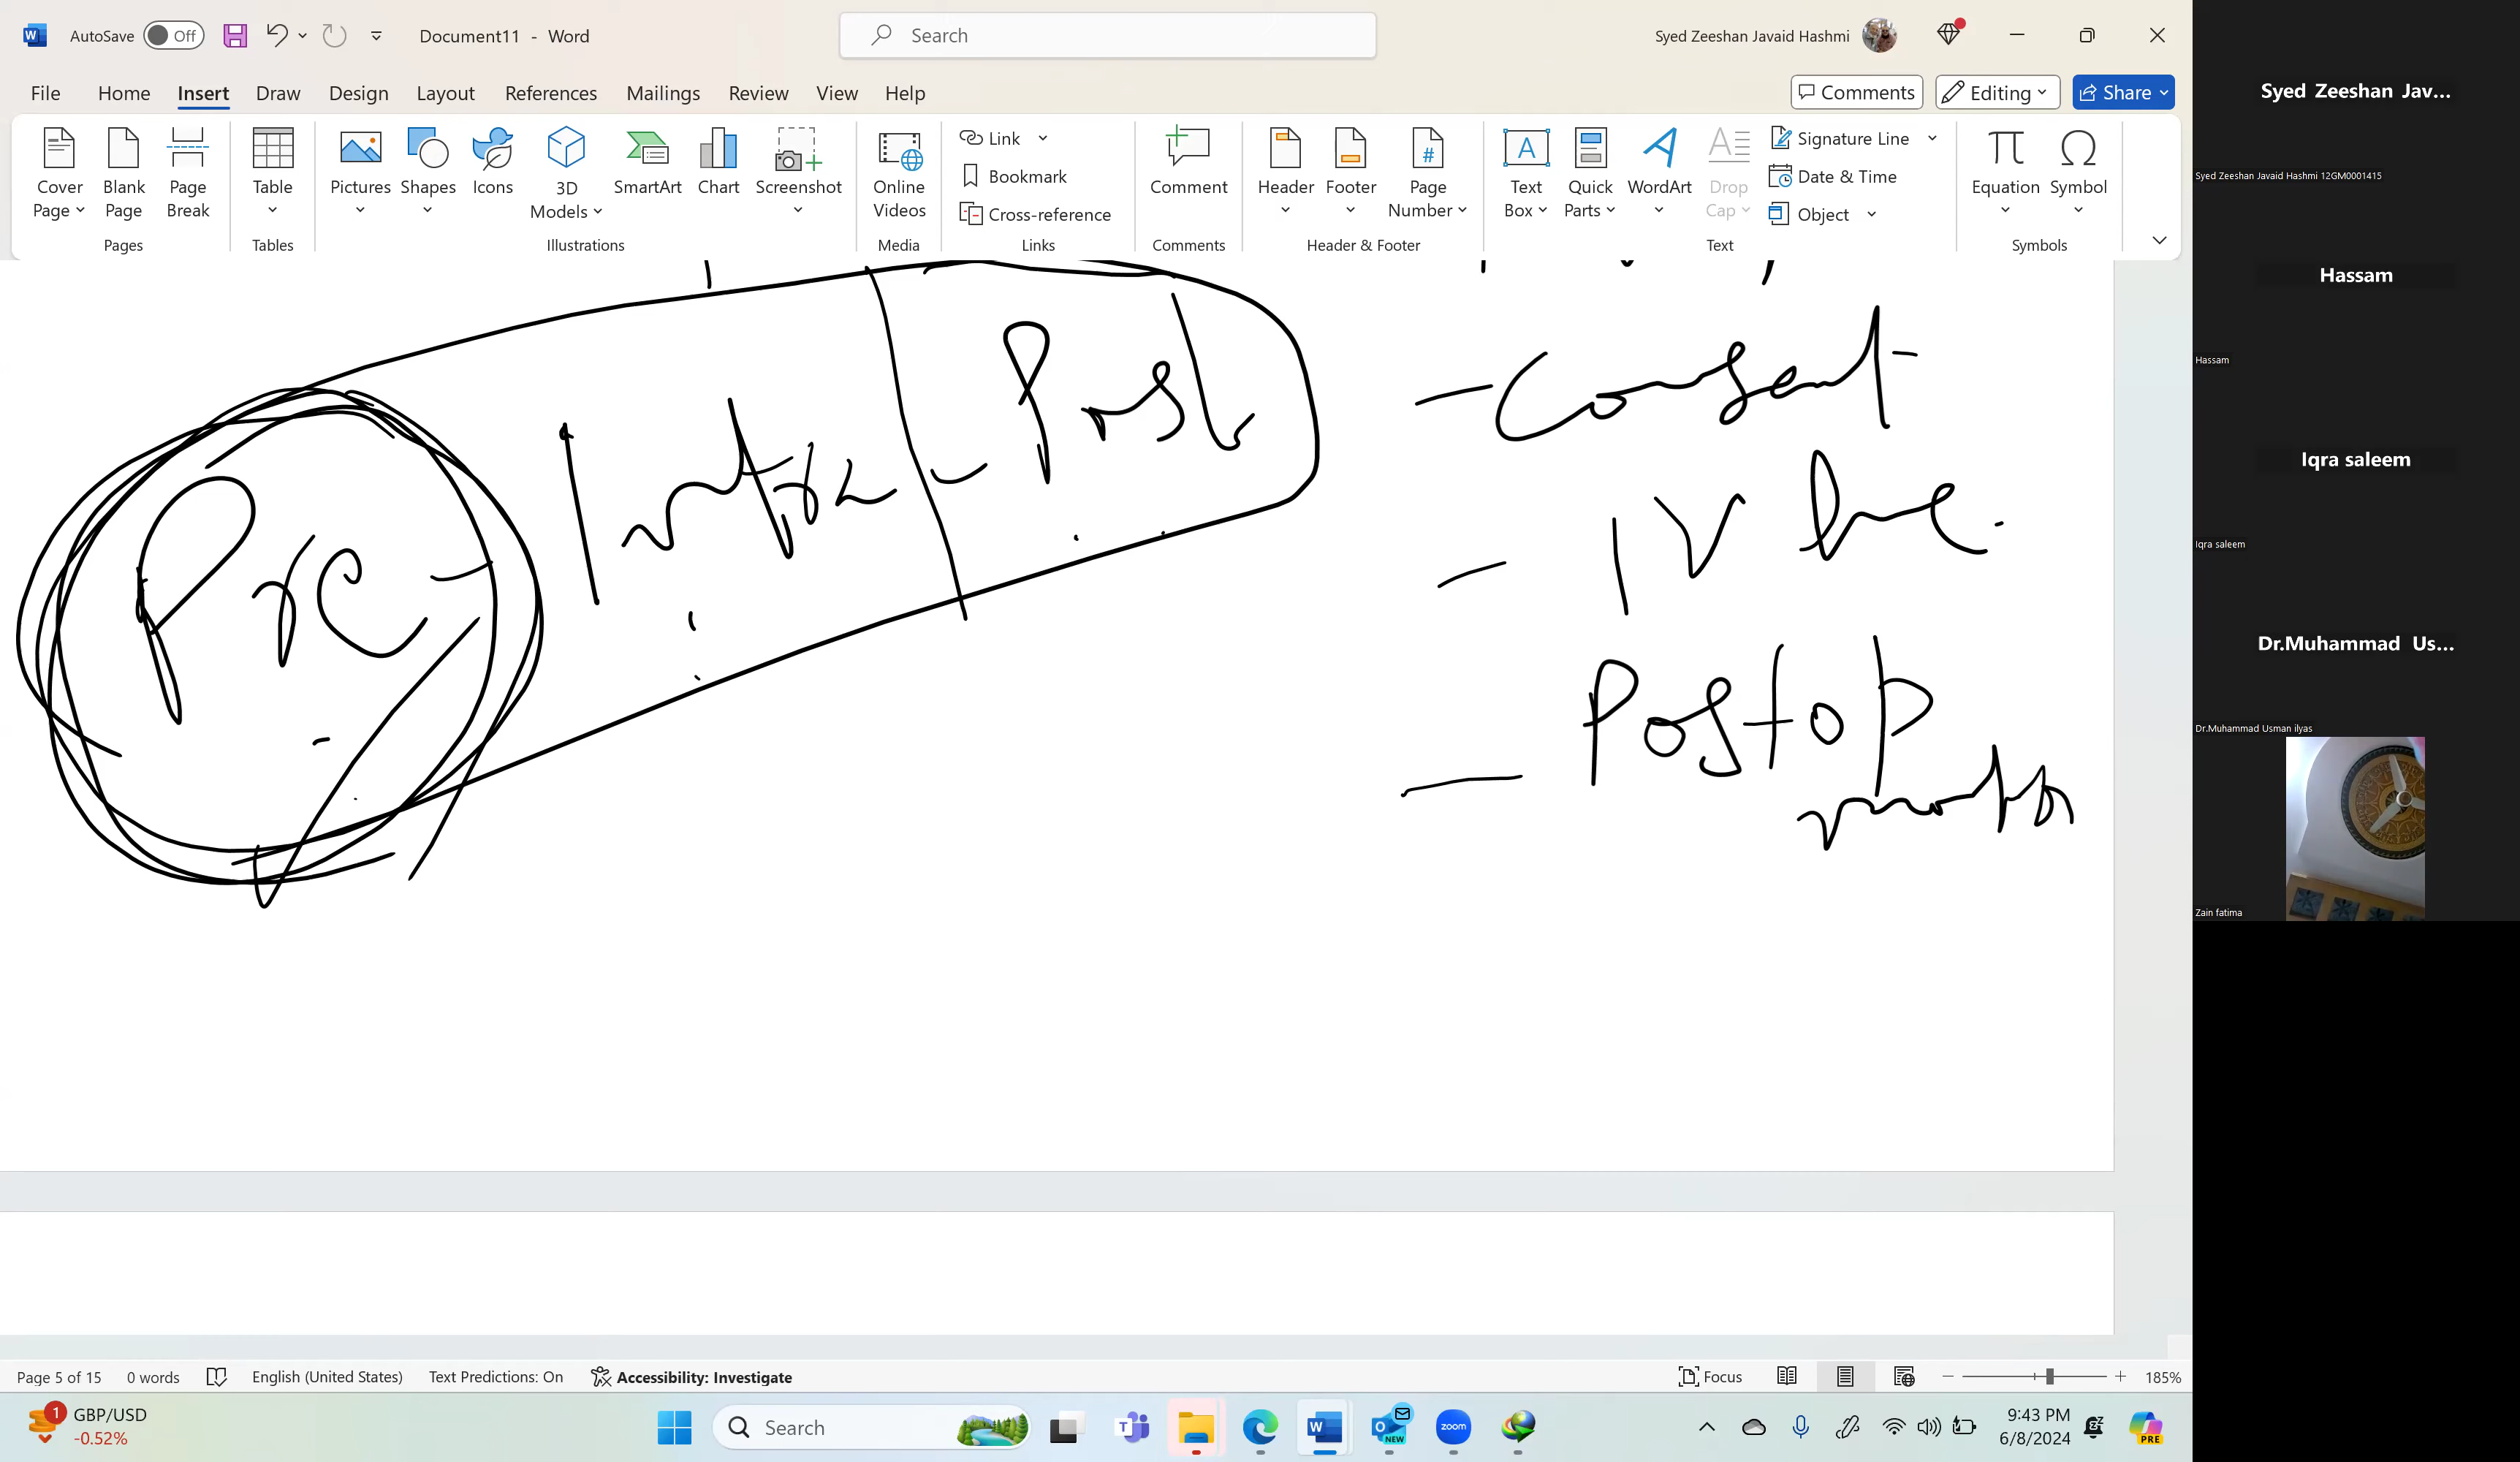 AutoSave Off Document11 - Word Search Syed Zeeshan Javaid Hashmi
File Home Insert Draw Design Layout References Mailings Review View Help Comments Editing Share
Cover Page Blank Page Page Break
Pages
Table
Tables
Pictures Shapes Icons 3D Models SmartArt Chart Screenshot
Illustrations
Online Videos
Media
Link
Bookmark
Cross-reference
Links
Comment
Comments
Header Footer Page Number
Header & Footer
Text Box Quick Parts WordArt Drop Cap
Signature Line
Date & Time
Object
Text
Equation Symbol
Symbols
Pre - Intra - Post
- Consent
- IV line.
- Postop
Syed Zeeshan Jav...
Syed Zeeshan Javaid Hashmi 12GM0001415
Hassam
Hassam
Iqra saleem
Iqra saleem
Dr.Muhammad Us...
Dr.Muhammad Usman ilyas
Zain fatima
Page 5 of 15 0 words English (United States) Text Predictions: On Accessibility: Investigate Focus 185%
1 GBP/USD
-0.52%
Search
NEW
zoom
9:43 PM
6/8/2024
PRE